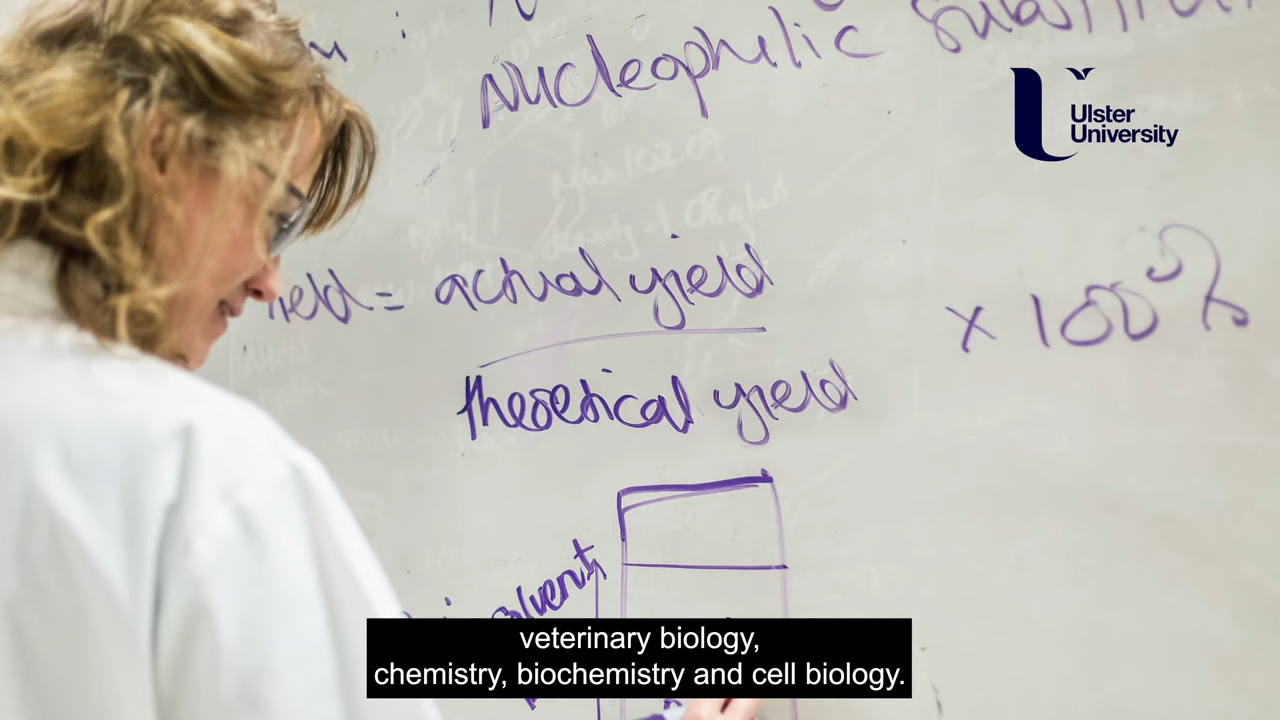 Nucleophilic
Ulster
University
yield = actual yield
theoretical yield
x 100%
solvent
veterinary biology,
chemistry, biochemistry and cell biology.